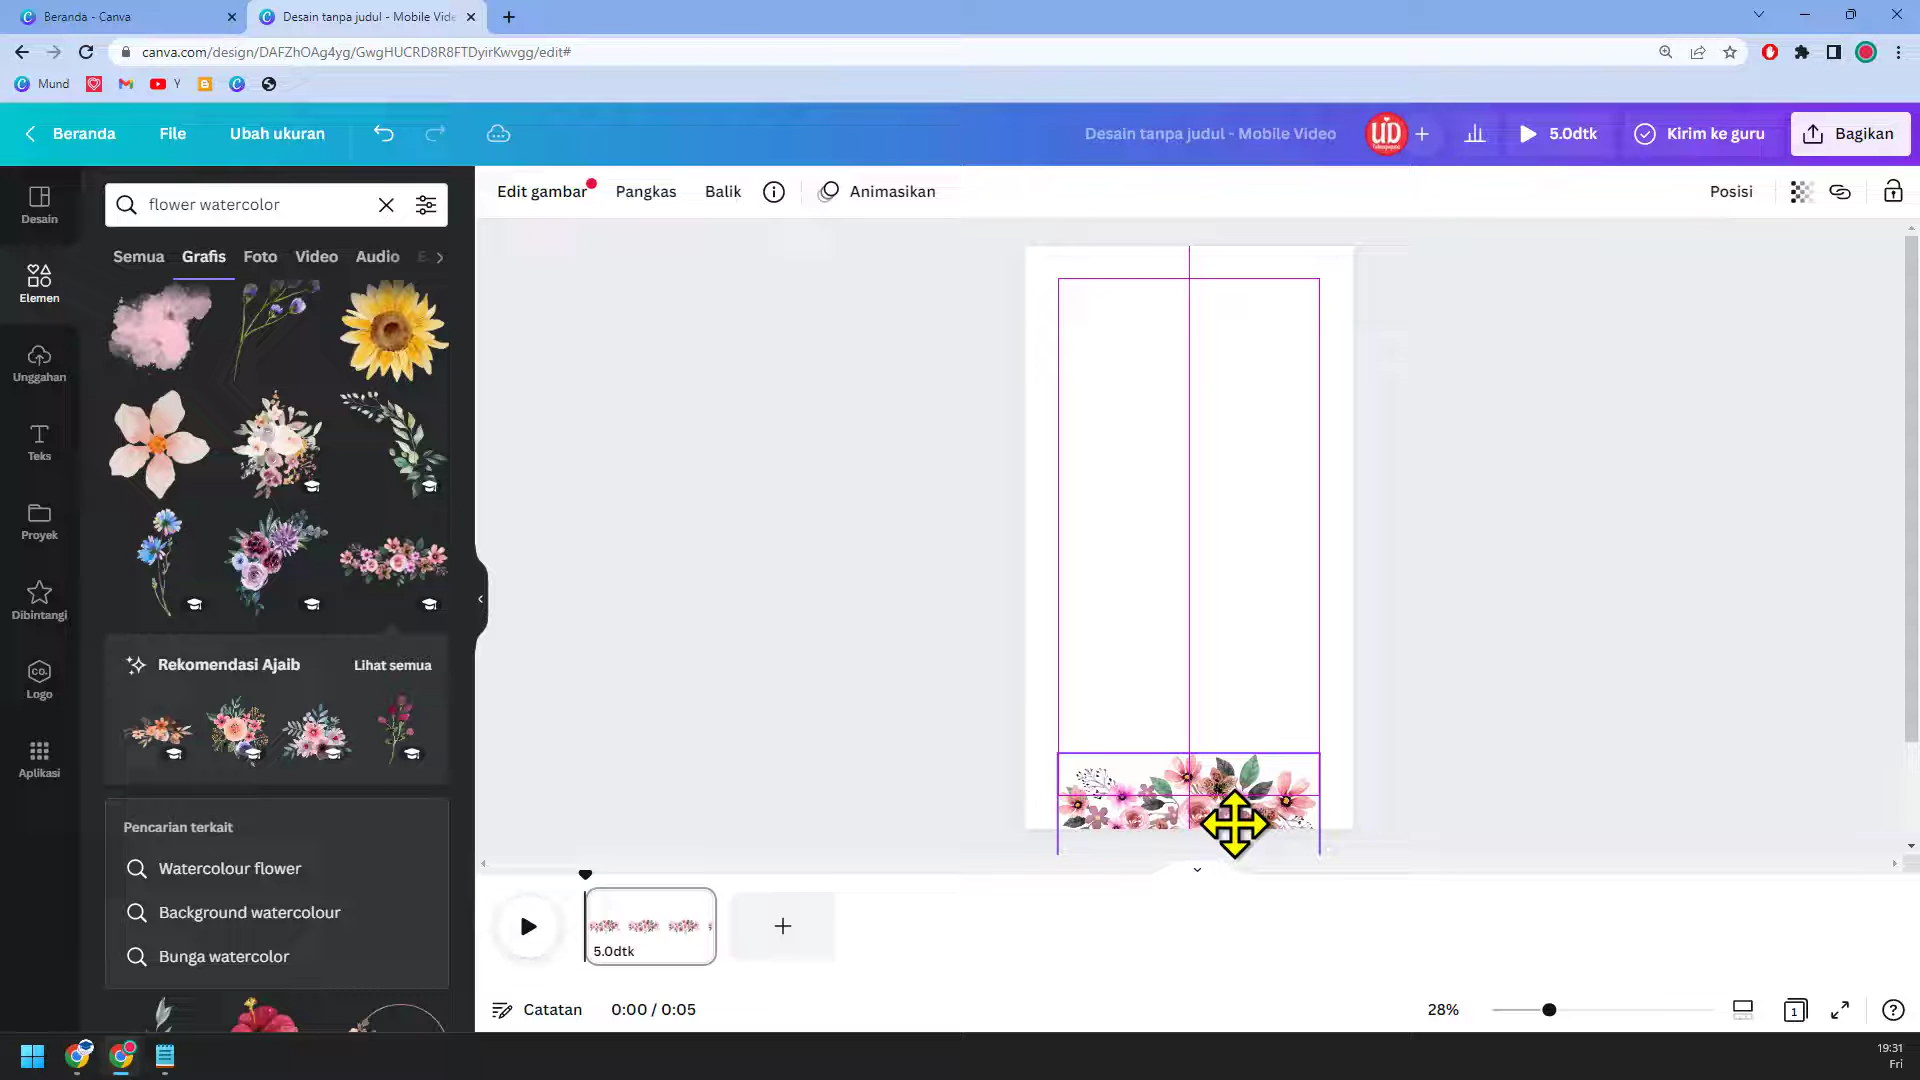 Beranda - Canva
Desain tanpa judul - Mobile Vide
canva.com/design/DAFZhOAg4yg/GwgHUCRD8R8FTDyirKwvgg/edit#
Mund
Y
Beranda
File
Ubah ukuran
Desain tanpa judul - Mobile Video
UD
5.0dtk
Kirim ke guru
Bagikan
Desain
Elemen
Unggahan
Teks
Proyek
Dibintangi
CO.
Logo
Aplikasi
flower watercolor
Semua
Grafis
Foto
Video
Audio
Edit gambar
Pangkas
Balik
Animasikan
Posisi
Rekomendasi Ajaib
Lihat semua
Pencarian terkait
Watercolour flower
Background watercolour
Bunga watercolor
5.0dtk
Catatan
0:00 / 0:05
28%
1
19:31
Fri